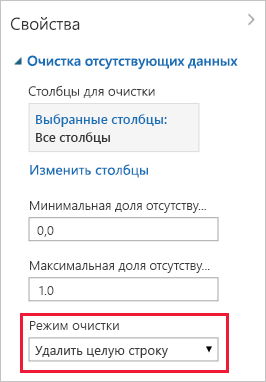 Свойства
Очистка отсутствующих данных
Столбцы для очистки
Выбранные столбцы:
Все столбцы
Изменить столбцы
Минимальная доля отсутству...
0,0
Максимальная доля отсутству...
1.0
Режим очистки
Удалить целую строку